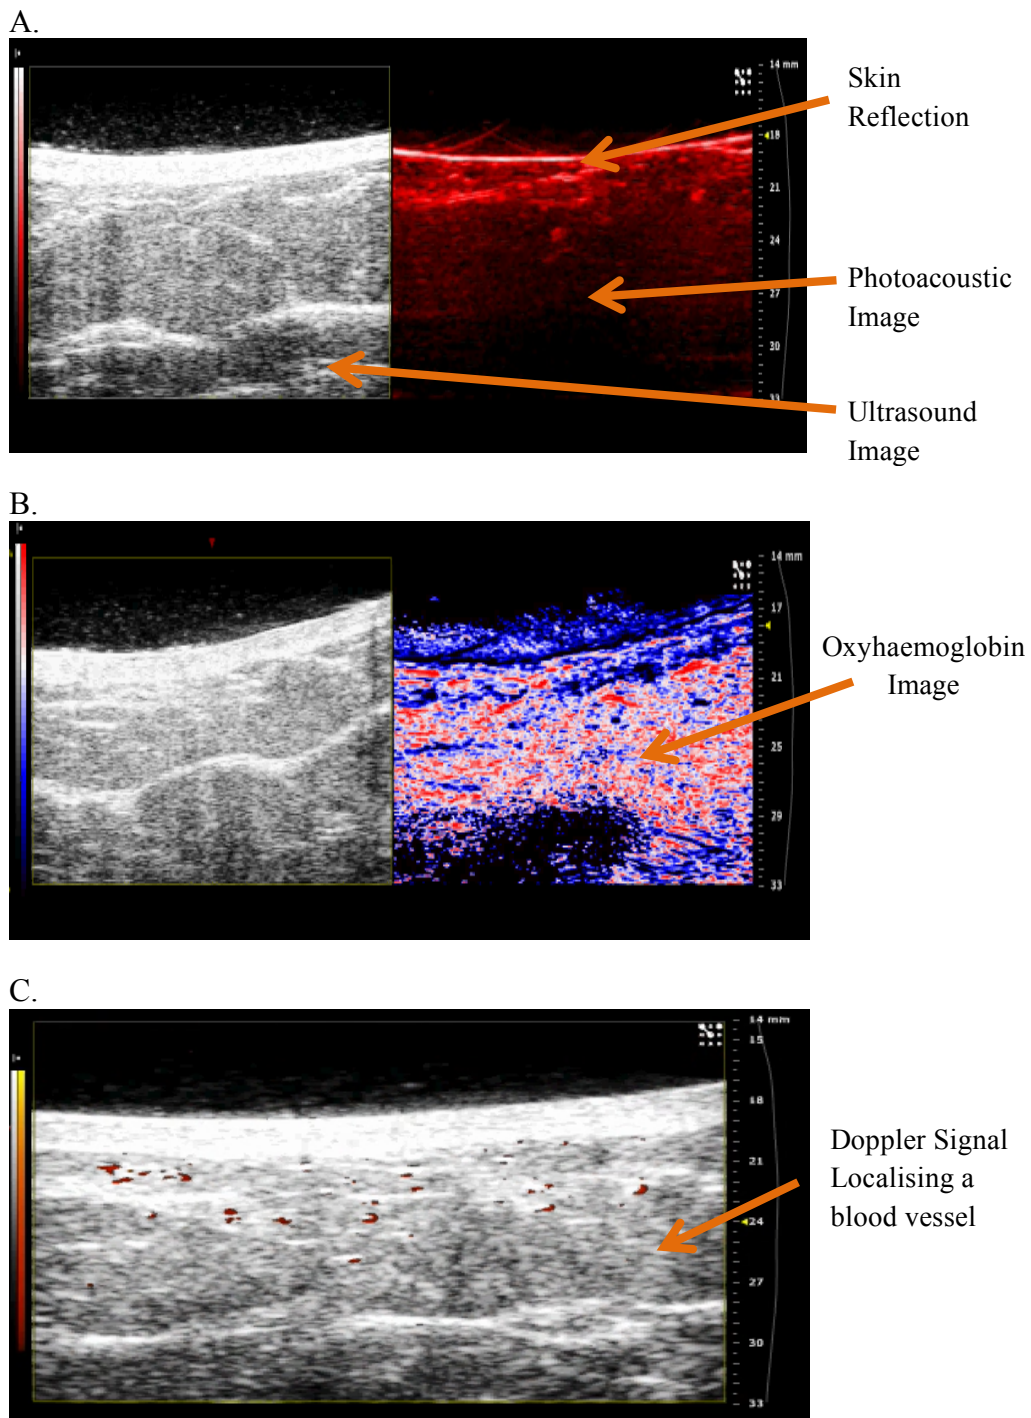 A.
14 mm
18
21
24
27
30
33
Skin
Reflection
Photoacoustic
Image
Ultrasound
Image
B.
14 mm
17
21
25
29
33
Oxyhaemoglobin
Image
C.
14 mm
15
18
21
24
27
30
33
Doppler Signal
Localising a
blood vessel